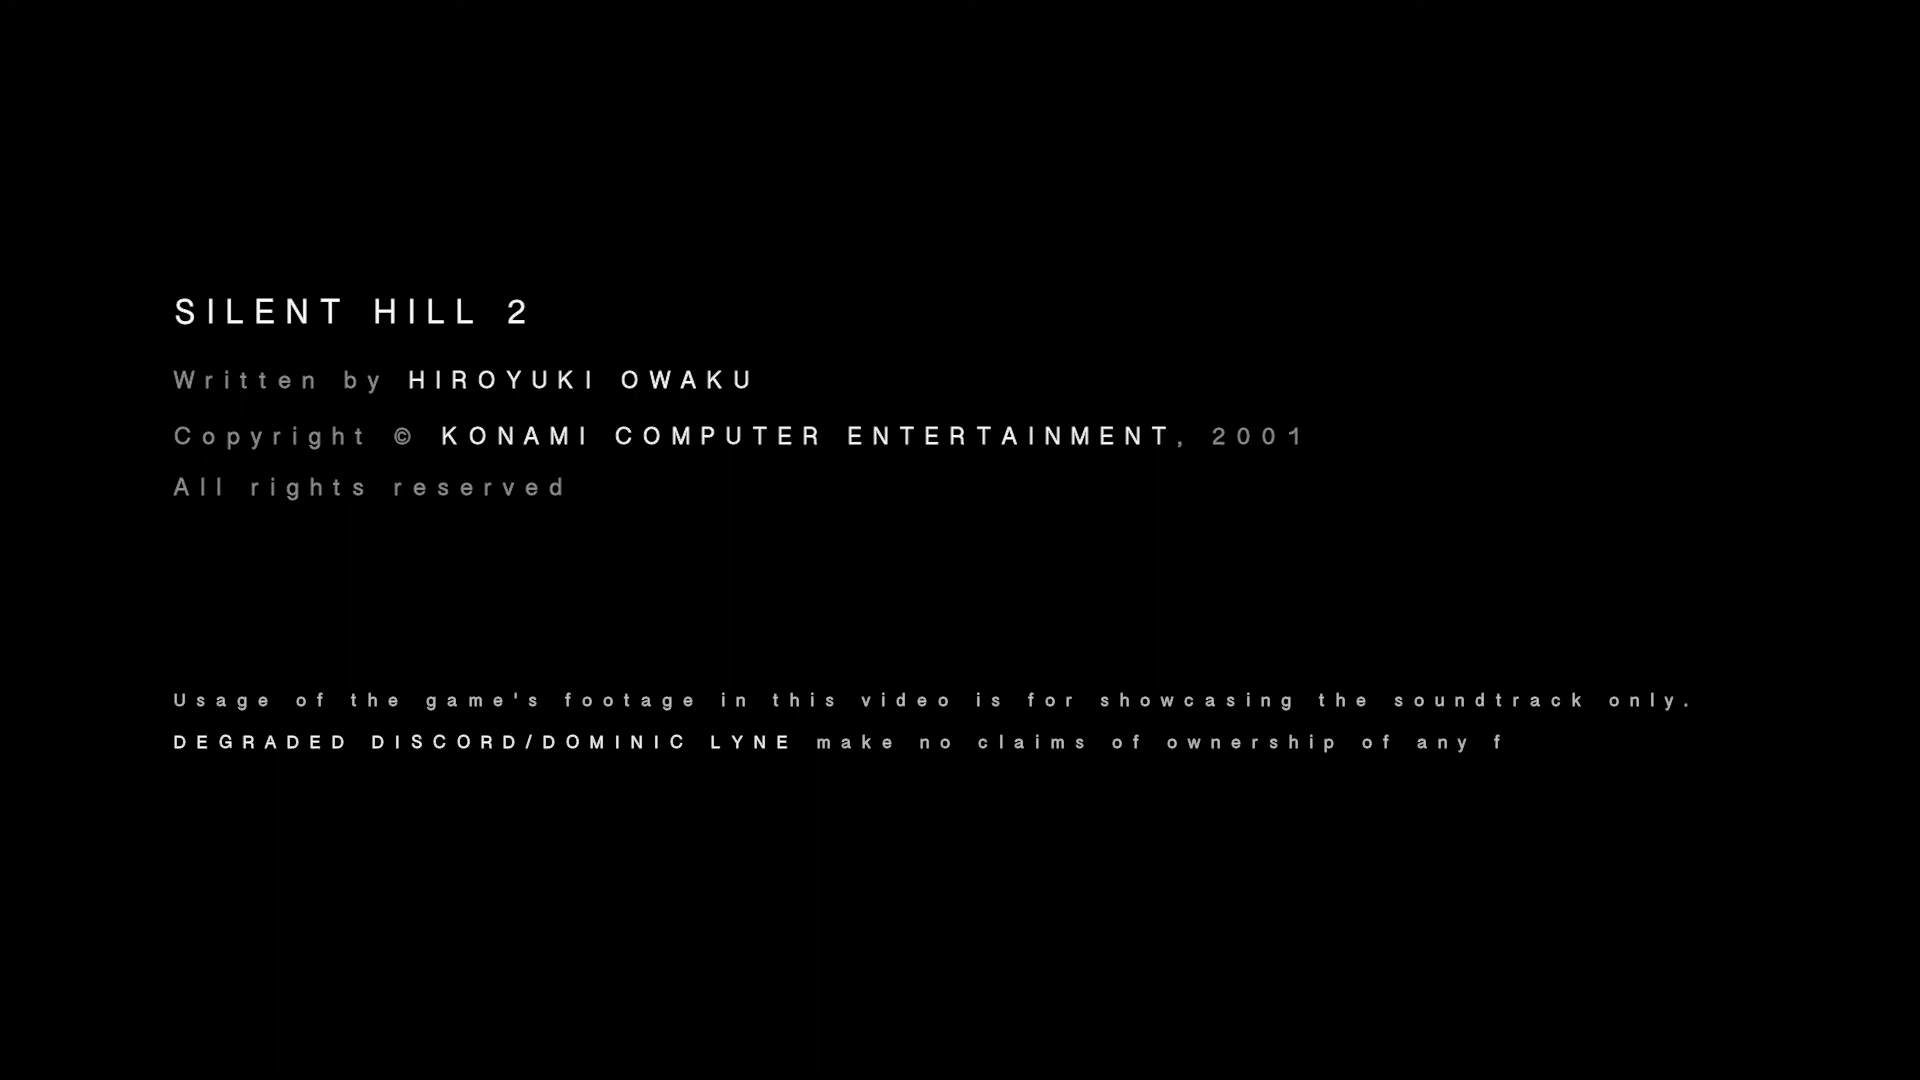 SILENT HILL 2
Written by HIROYUKI OWAKU
Copyright © KONAMI COMPUTER ENTERTAINMENT, 2001
All rights reserved
Usage of the game's footage in this video is for showcasing the soundtrack only.
DEGRADED DISCORD/DOMINIC LYNE make no claims of ownership of any f